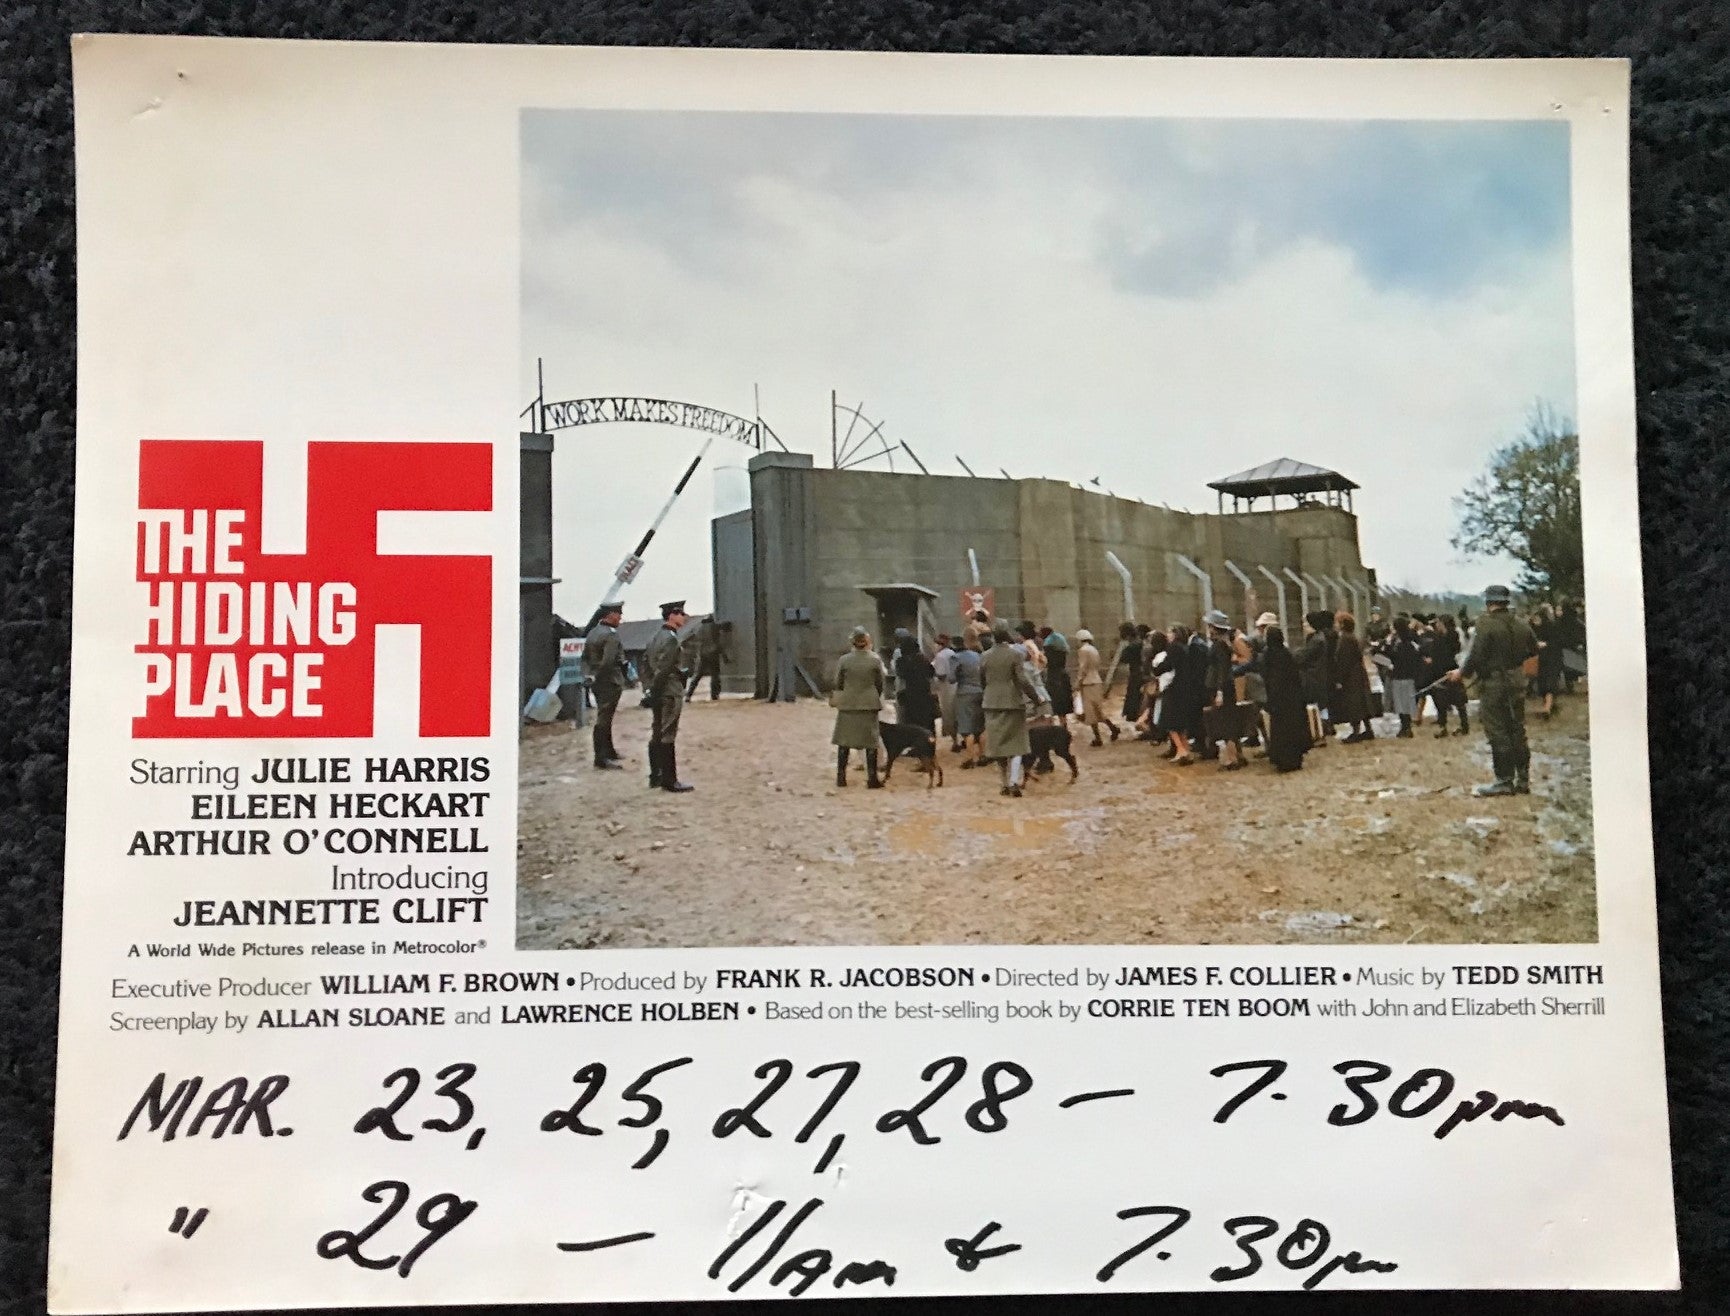 WORK MAKES FREEDOM
THE
HIDING
PLACE
Starring JULIE HARRIS
EILEEN HECKART
ARTHUR O'CONNELL
Introducing
JEANNETTE CLIFT
A World Wide Pictures release in Metrocolor®
Executive Producer WILLIAM F. BROWN • Produced by FRANK R. JACOBSON • Directed by JAMES F. COLLIER • Music by TEDD SMITH
Screenplay by ALLAN SLOANE and LAWRENCE HOLBEN • Based on the best-selling book by CORRIE TEN BOOM with John and Elizabeth Sherrill
MAR. 23, 25, 27, 28 — 7.30pm
" 29 — 11am & 7.30pm